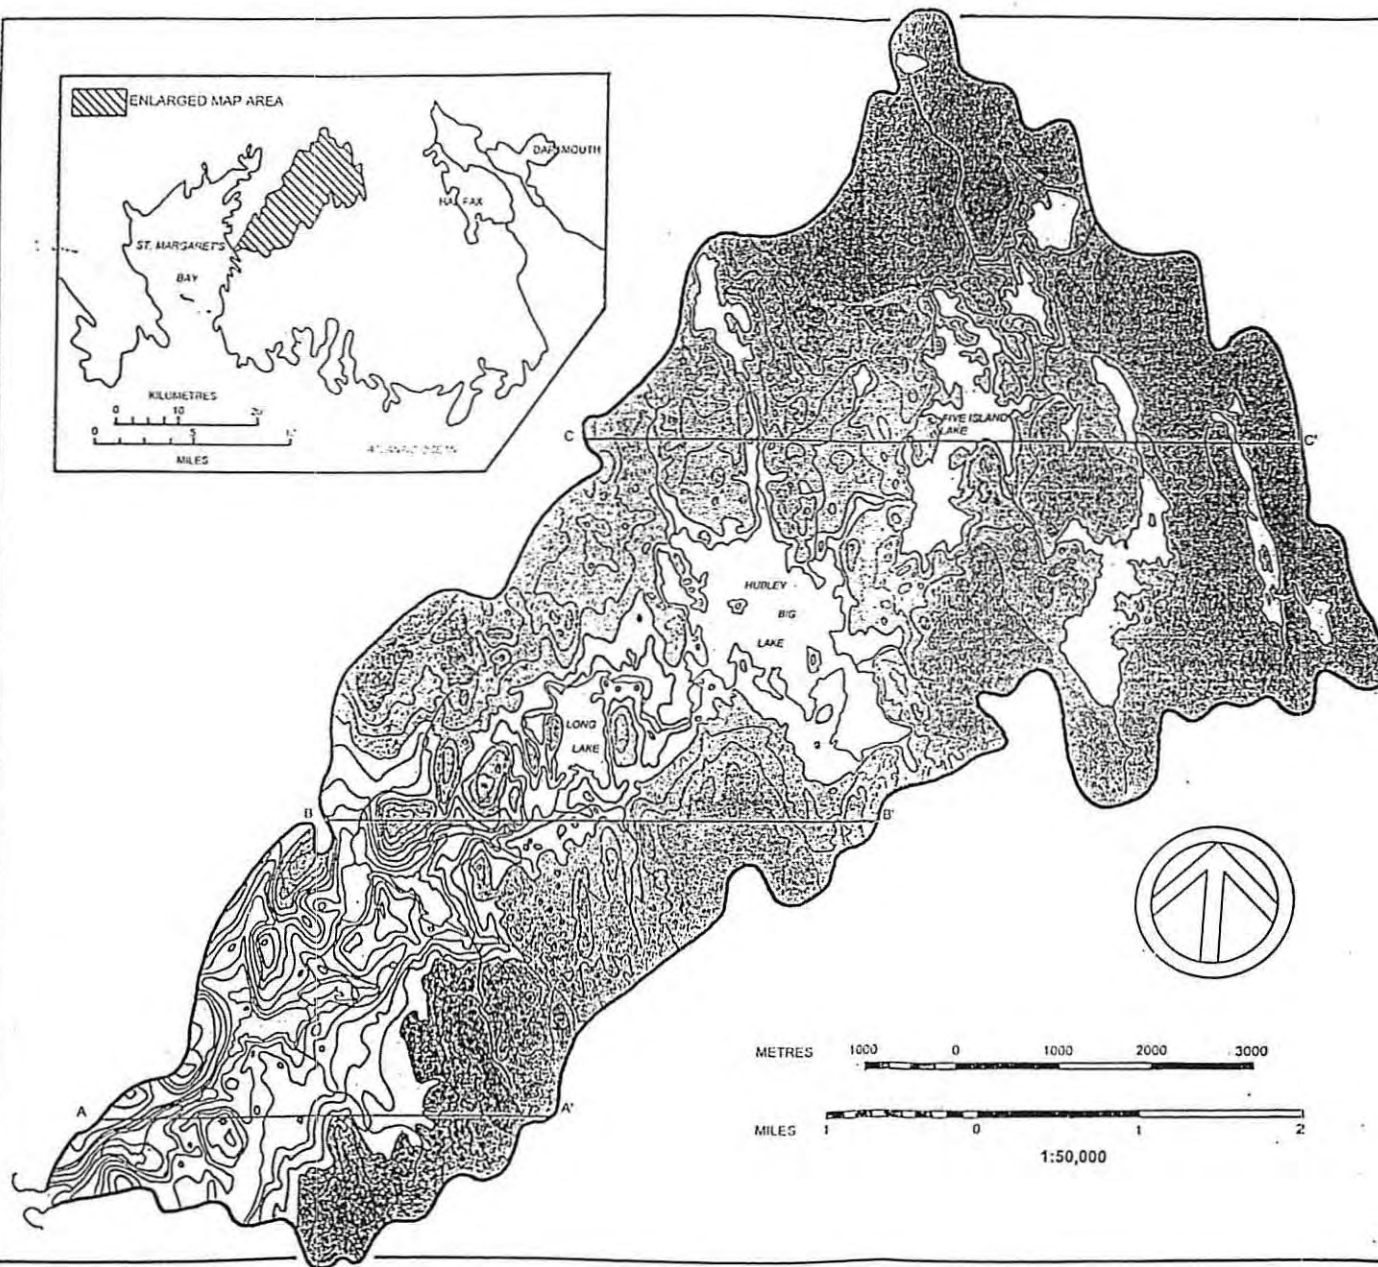 ENLARGED MAP AREA
ST. MARGARET'S
BAY
KILOMETRES
0 10 20
0 5
MILES
C
C'
FIVE ISLAND
LAKE
HUBLEY
BIG
LAKE
LONG
LAKE
B
B'
A
A'
METRES 1000 0 1000 2000 3000
MILES 1 0 1 2
1:50,000